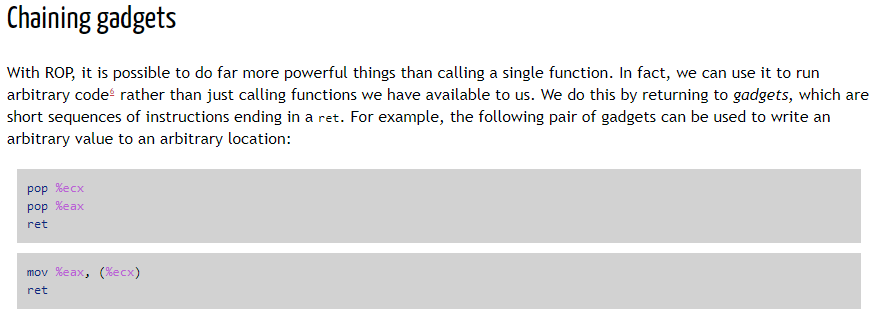 Chaining gadgets
With ROP, it is possible to do far more powerful things than calling a single function. In fact, we can use it to run
arbitrary code⁶ rather than just calling functions we have available to us. We do this by returning to gadgets, which are
short sequences of instructions ending in a ret. For example, the following pair of gadgets can be used to write an
arbitrary value to an arbitrary location:
pop %ecx
pop %eax
ret
mov %eax, (%ecx)
ret